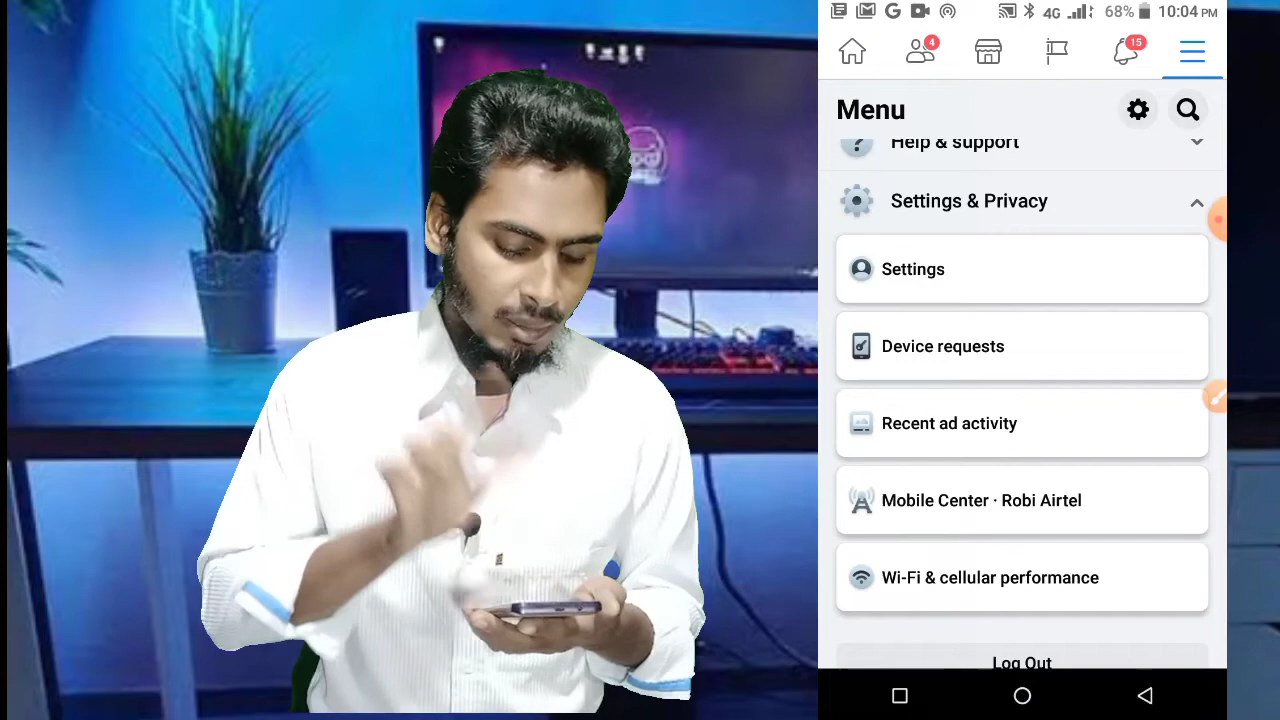 4G 68% 10:04 PM
4
15
Menu
Help & support
Settings & Privacy
Settings
Device requests
Recent ad activity
Mobile Center · Robi Airtel
Wi-Fi & cellular performance
Log Out